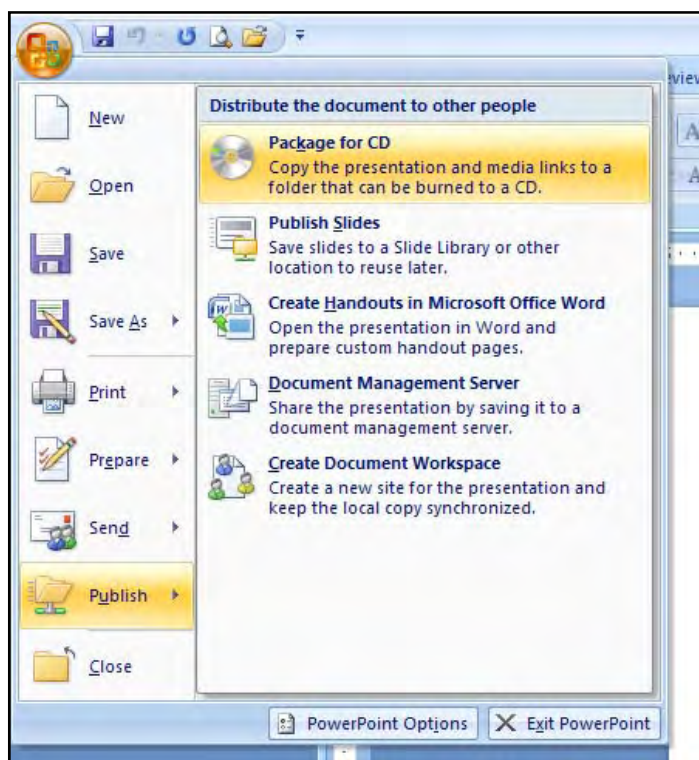 view
New
Open
Save
Save As
Print
Prepare
Send
Publish
Close
Distribute the document to other people
Package for CD
Copy the presentation and media links to a
folder that can be burned to a CD.
Publish Slides
Save slides to a Slide Library or other
location to reuse later.
Create Handouts in Microsoft Office Word
Open the presentation in Word and
prepare custom handout pages.
Document Management Server
Share the presentation by saving it to a
document management server.
Create Document Workspace
Create a new site for the presentation and
keep the local copy synchronized.
A
A
PowerPoint Options
Exit PowerPoint